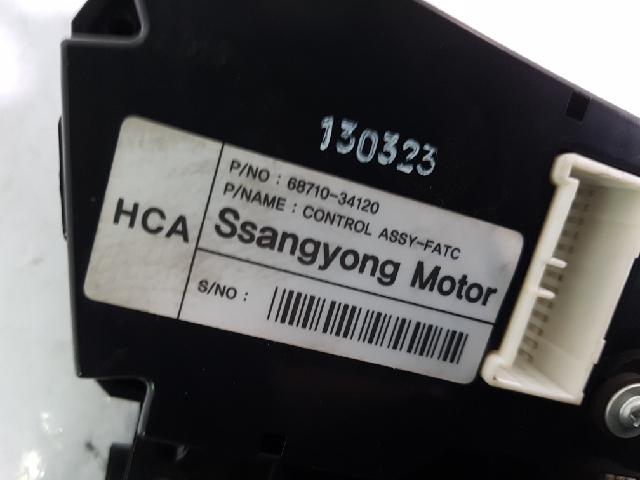 130323
P/NO : 68710-34120
P/NAME : CONTROL ASSY-FATC
HCA
Ssangyong Motor
S/NO :